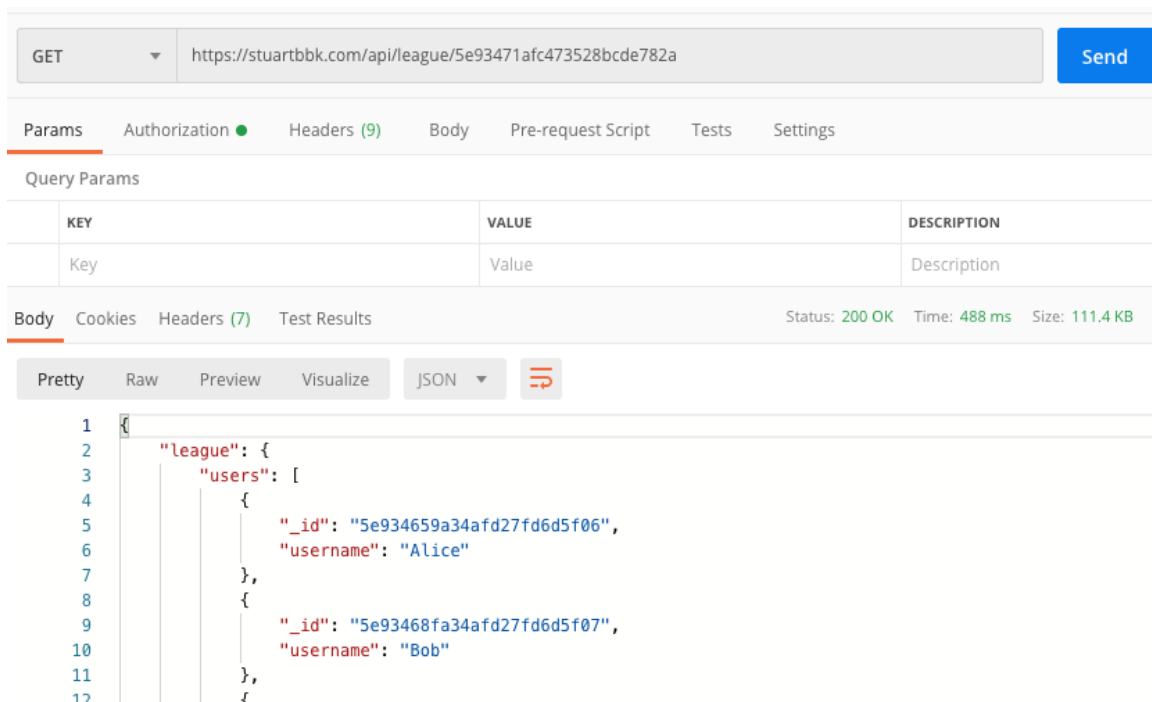 GET https://stuartbbk.com/api/league/5e93471afc473528bcde782a Send
Params Authorization Headers (9) Body Pre-request Script Tests Settings
Query Params
KEY VALUE DESCRIPTION
Key Value Description
Body Cookies Headers (7) Test Results Status: 200 OK Time: 488 ms Size: 111.4 KB
Pretty Raw Preview Visualize JSON
1 {
2 "league": {
3 "users": [
4 {
5 "_id": "5e934659a34afd27fd6d5f06",
6 "username": "Alice"
7 },
8 {
9 "_id": "5e93468fa34afd27fd6d5f07",
10 "username": "Bob"
11 },
12 {